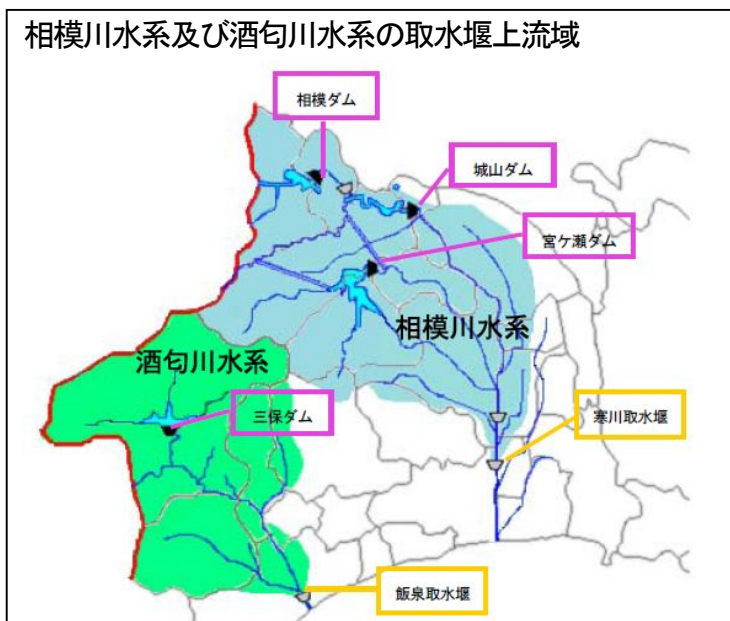 相模川水系及び酒匂川水系の取水堰上流域
相模ダム
城山ダム
宮ケ瀬ダム
相模川水系
酒匂川水系
三保ダム
寒川取水堰
飯泉取水堰